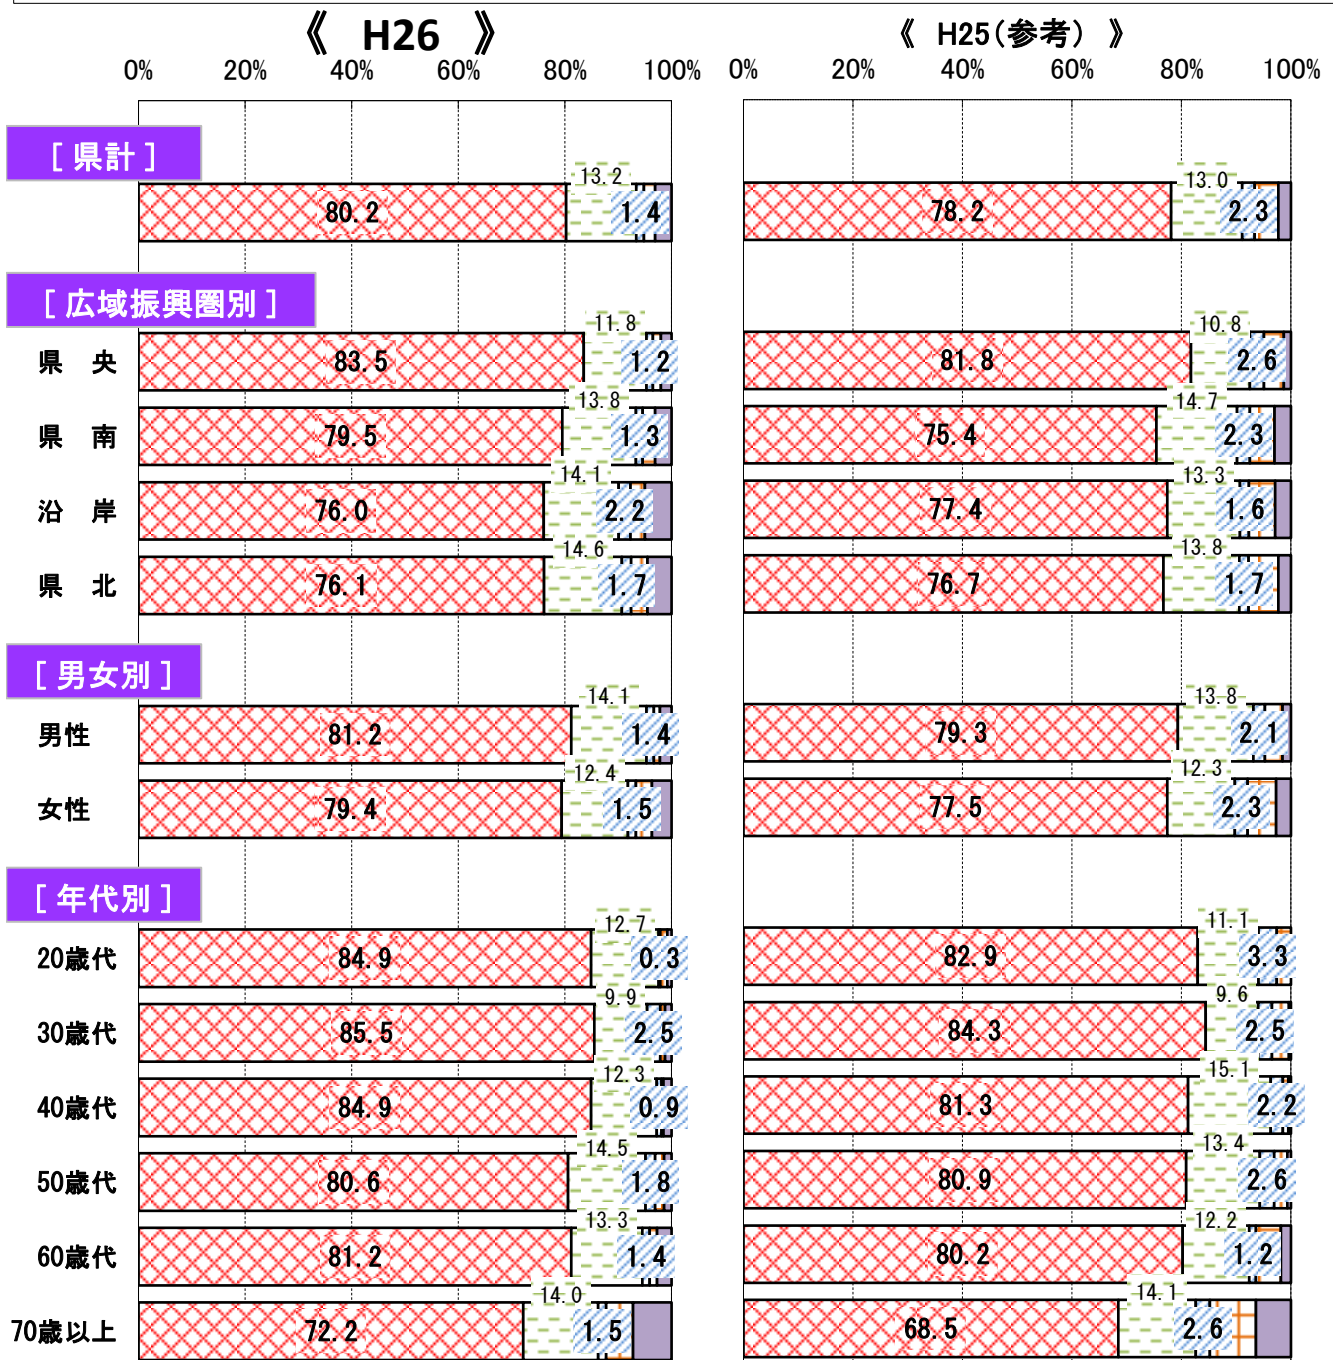 《 H26 》 《 H25(参考) 》
0% 20% 40% 60% 80% 100% 0% 20% 40% 60% 80% 100%
[ 県計 ]
13.2 13.0
80.2 1.4 78.2 2.3
[ 広域振興圏別 ]
11.8 10.8
県 央 83.5 1.2 81.8 2.6
13.8 14.7
県 南 79.5 1.3 75.4 2.3
14.1 13.3
沿 岸 76.0 2.2 77.4 1.6
14.6 13.8
県 北 76.1 1.7 76.7 1.7
[ 男女別 ]
14.1 13.8
男性 81.2 1.4 79.3 2.1
12.4 12.3
女性 79.4 1.5 77.5 2.3
[ 年代別 ]
12.7 11.1
20歳代 84.9 0.3 82.9 3.3
9.9 9.6
30歳代 85.5 2.5 84.3 2.5
12.3 15.1
40歳代 84.9 0.9 81.3 2.2
14.5 13.4
50歳代 80.6 1.8 80.9 2.6
13.3 12.2
60歳代 81.2 1.4 80.2 1.2
14.0 14.1
70歳以上 72.2 1.5 68.5 2.6